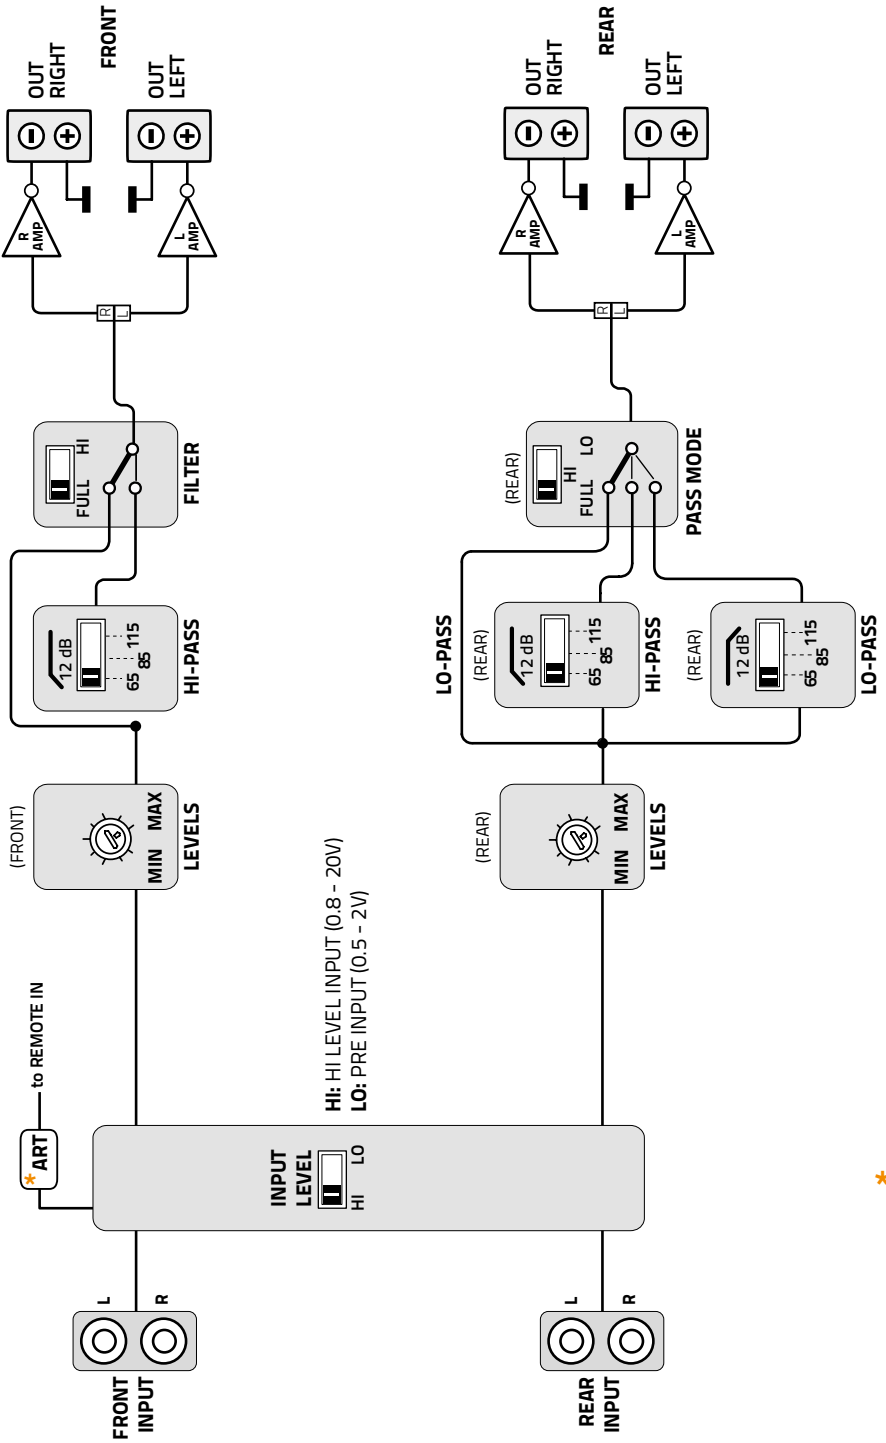 FRONT
INPUT
L
R
* ART
to REMOTE IN
INPUT
LEVEL
HI
LO
HI: HI LEVEL INPUT (0.8 - 20V)
LO: PRE INPUT (0.5 - 2V)
(FRONT)
MIN
MAX
LEVELS
12 dB
65
85
115
HI-PASS
FULL
HI
FILTER
R
L
R
AMP
L
AMP
OUT
RIGHT
OUT
LEFT
FRONT
REAR
INPUT
L
R
(REAR)
MIN
MAX
LEVELS
LO-PASS
(REAR)
12 dB
65
85
115
HI-PASS
(REAR)
12 dB
65
85
115
LO-PASS
(REAR)
FULL
HI
LO
PASS MODE
R
L
R
AMP
L
AMP
OUT
RIGHT
OUT
LEFT
REAR
*